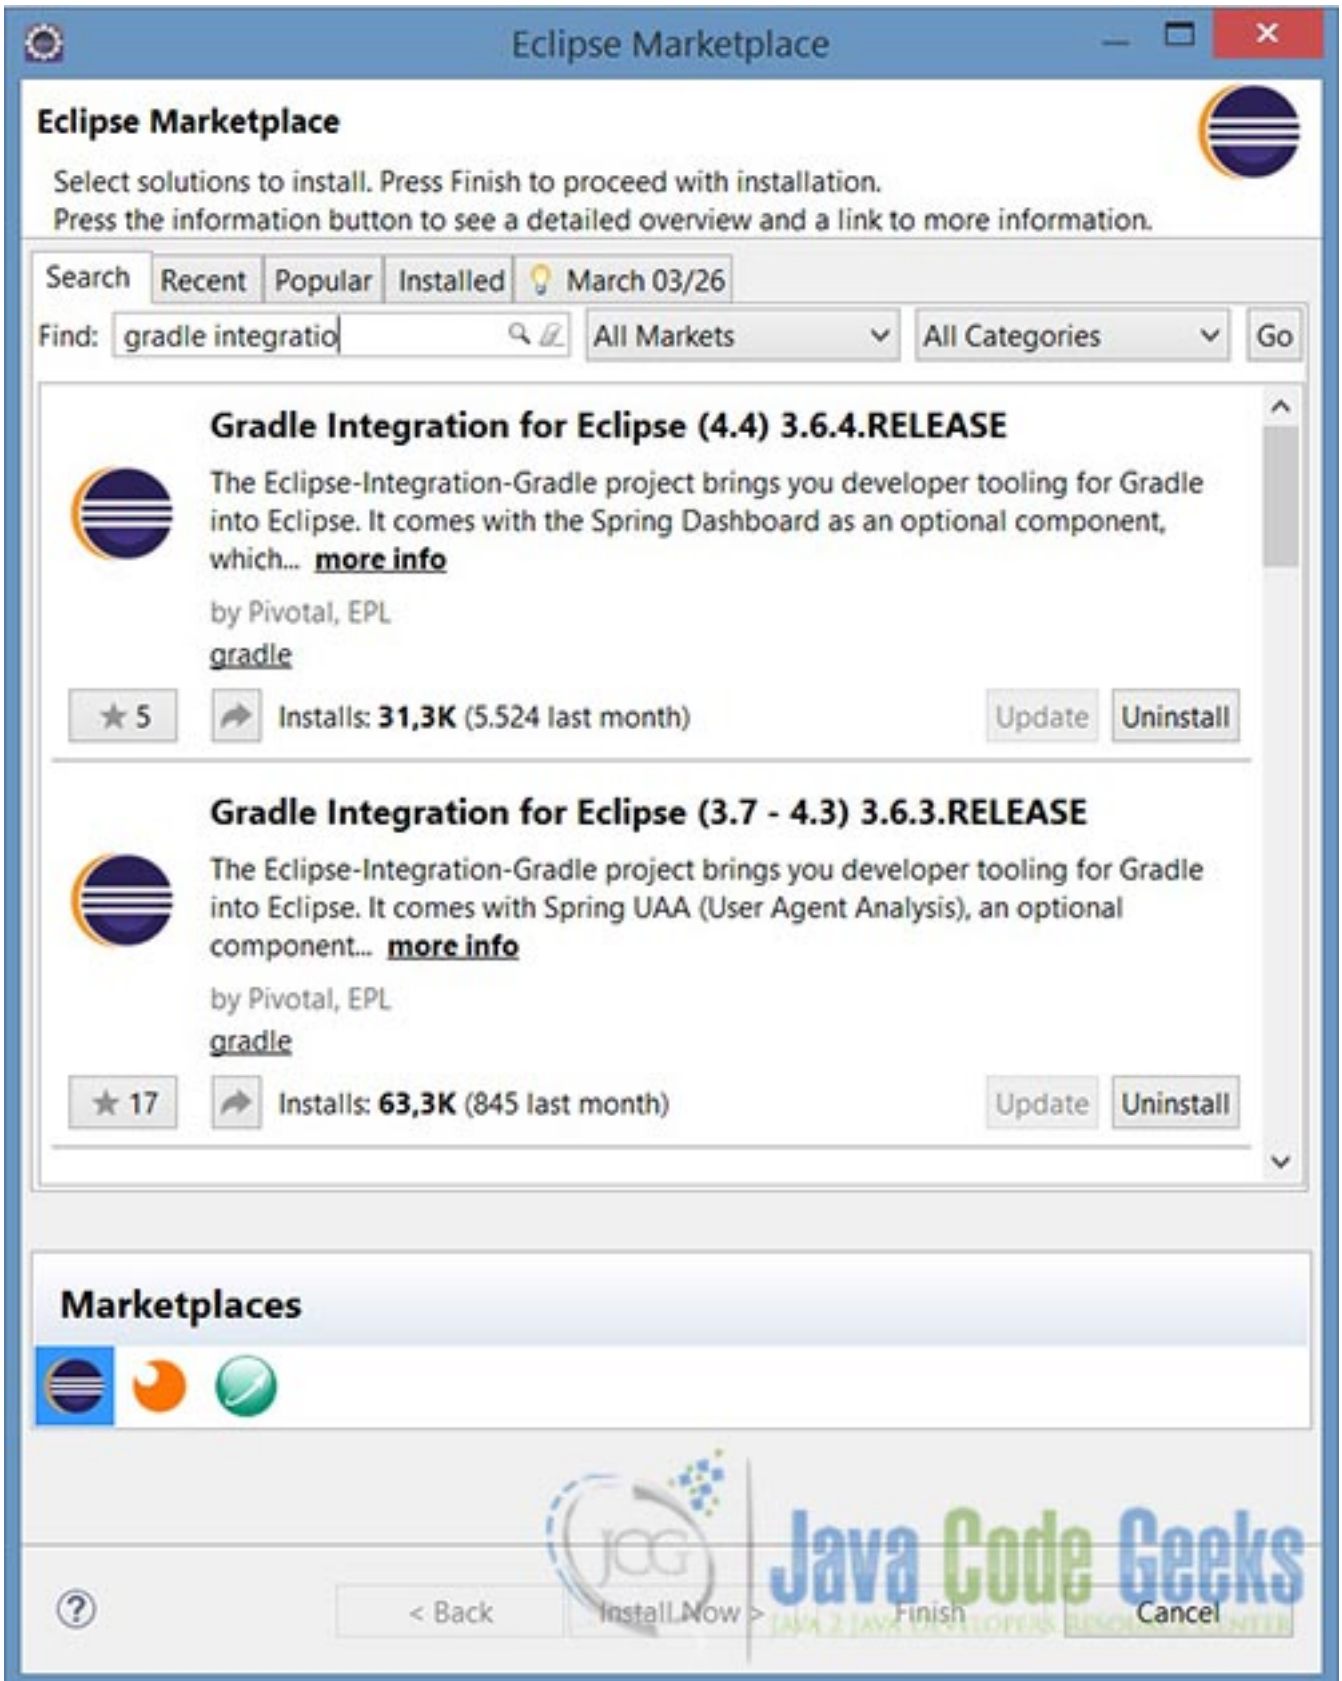 Eclipse Marketplace
Eclipse Marketplace
Select solutions to install. Press Finish to proceed with installation.
Press the information button to see a detailed overview and a link to more information.
Search Recent Popular Installed March 03/26
Find: gradle integratio All Markets All Categories Go
Gradle Integration for Eclipse (4.4) 3.6.4.RELEASE
The Eclipse-Integration-Gradle project brings you developer tooling for Gradle
into Eclipse. It comes with the Spring Dashboard as an optional component,
which... more info
by Pivotal, EPL
gradle
5 Installs: 31,3K (5.524 last month) Update Uninstall
Gradle Integration for Eclipse (3.7 - 4.3) 3.6.3.RELEASE
The Eclipse-Integration-Gradle project brings you developer tooling for Gradle
into Eclipse. It comes with Spring UAA (User Agent Analysis), an optional
component... more info
by Pivotal, EPL
gradle
17 Installs: 63,3K (845 last month) Update Uninstall
Marketplaces
JCG Java Code Geeks
JAVA 2 JAVA DEVELOPERS RESOURCE CENTER
? < Back Install Now > Finish Cancel